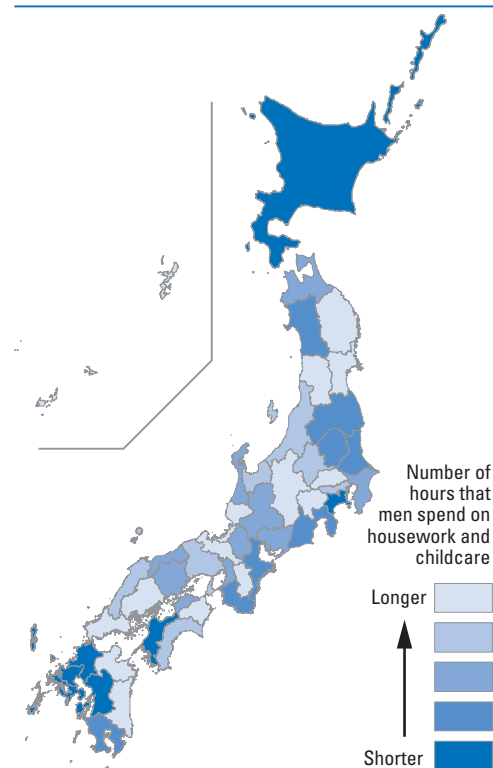 Number of
hours that
men spend on
housework and
childcare
Longer
Shorter